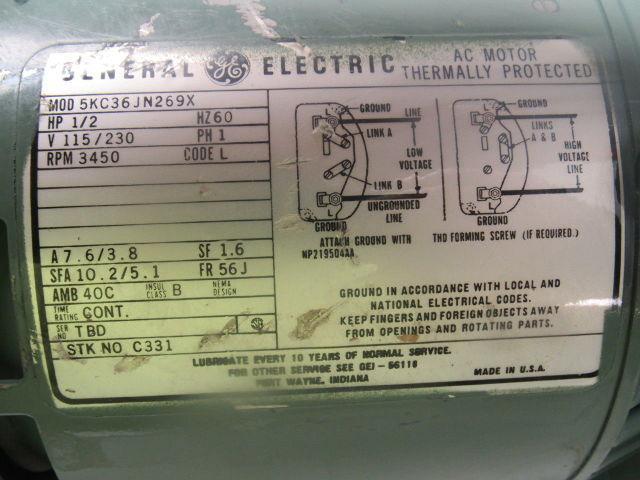 GENERAL GE ELECTRIC
AC MOTOR
THERMALLY PROTECTED
MOD 5KC36JN269X
HP 1/2 HZ 60
V 115/230 PH 1
RPM 3450 CODE L
A 7.6/3.8 SF 1.6
SFA 10.2/5.1 FR 56J
AMB 40C INSUL CLASS B NEMA DESIGN
TIME RATING CONT.
SER NO TBD
STK NO C331
GROUND
LINE
LINK A
LOW VOLTAGE
LINK B
L
UNGROUNDED LINE
GROUND
GROUND
LINKS A & B
HIGH VOLTAGE LINE
L
GROUND
ATTACH GROUND WITH THD FORMING SCREW (IF REQUIRED.)
NP219504AA
GROUND IN ACCORDANCE WITH LOCAL AND
NATIONAL ELECTRICAL CODES.
KEEP FINGERS AND FOREIGN OBJECTS AWAY
FROM OPENINGS AND ROTATING PARTS.
LUBRICATE EVERY 10 YEARS OF NORMAL SERVICE.
FOR OTHER SERVICE SEE GEI-56118
FORT WAYNE, INDIANA
MADE IN U.S.A.